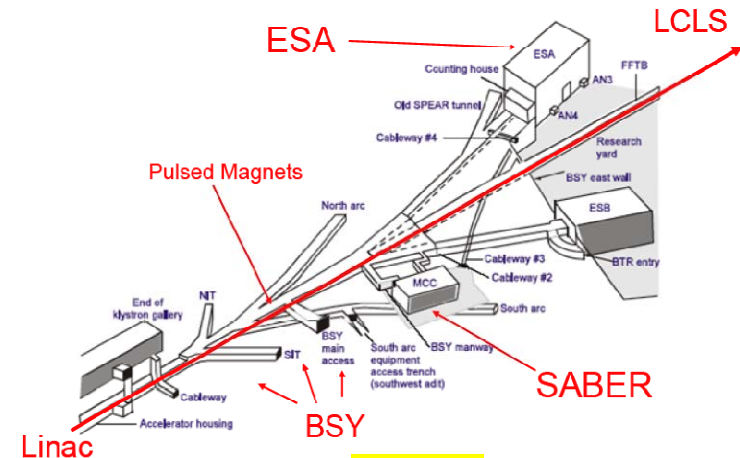 LCLS
ESA
ESA
Counting house
FFTB
AN3
Old SPEAR tunnel
AN4
Cableway #4
Research
yard
Pulsed Magnets
BSY east wall
North arc
ESB
Cableway #3
BTR entry
Cableway #2
MCC
NIT
End of
klystron gallery
South arc
BSY
main
access
South arc
equipment
access trench
(southwest adit)
BSY manway
SIT
SABER
Cableway
BSY
Accelerator housing
Linac